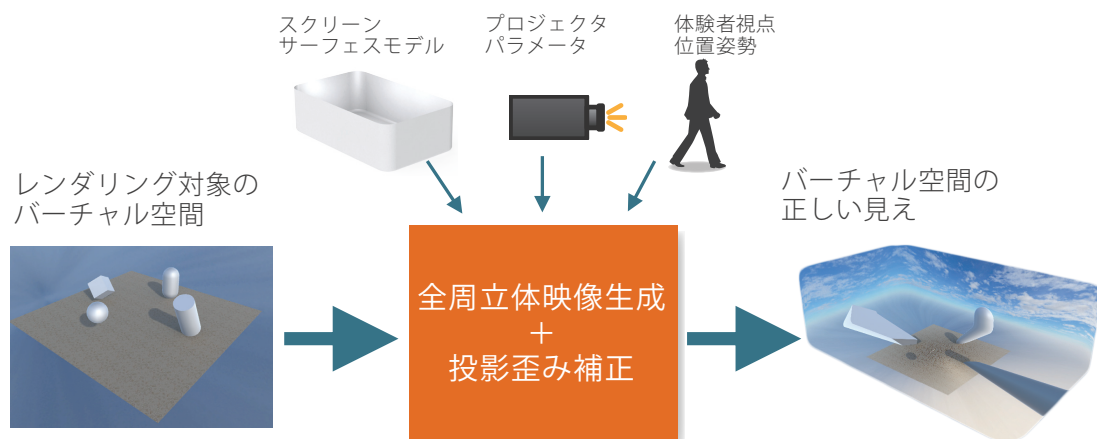 スクリーン
サーフェスモデル
プロジェクタ
パラメータ
体験者視点
位置姿勢
レンダリング対象の
バーチャル空間
全周立体映像生成
＋
投影歪み補正
バーチャル空間の
正しい見え